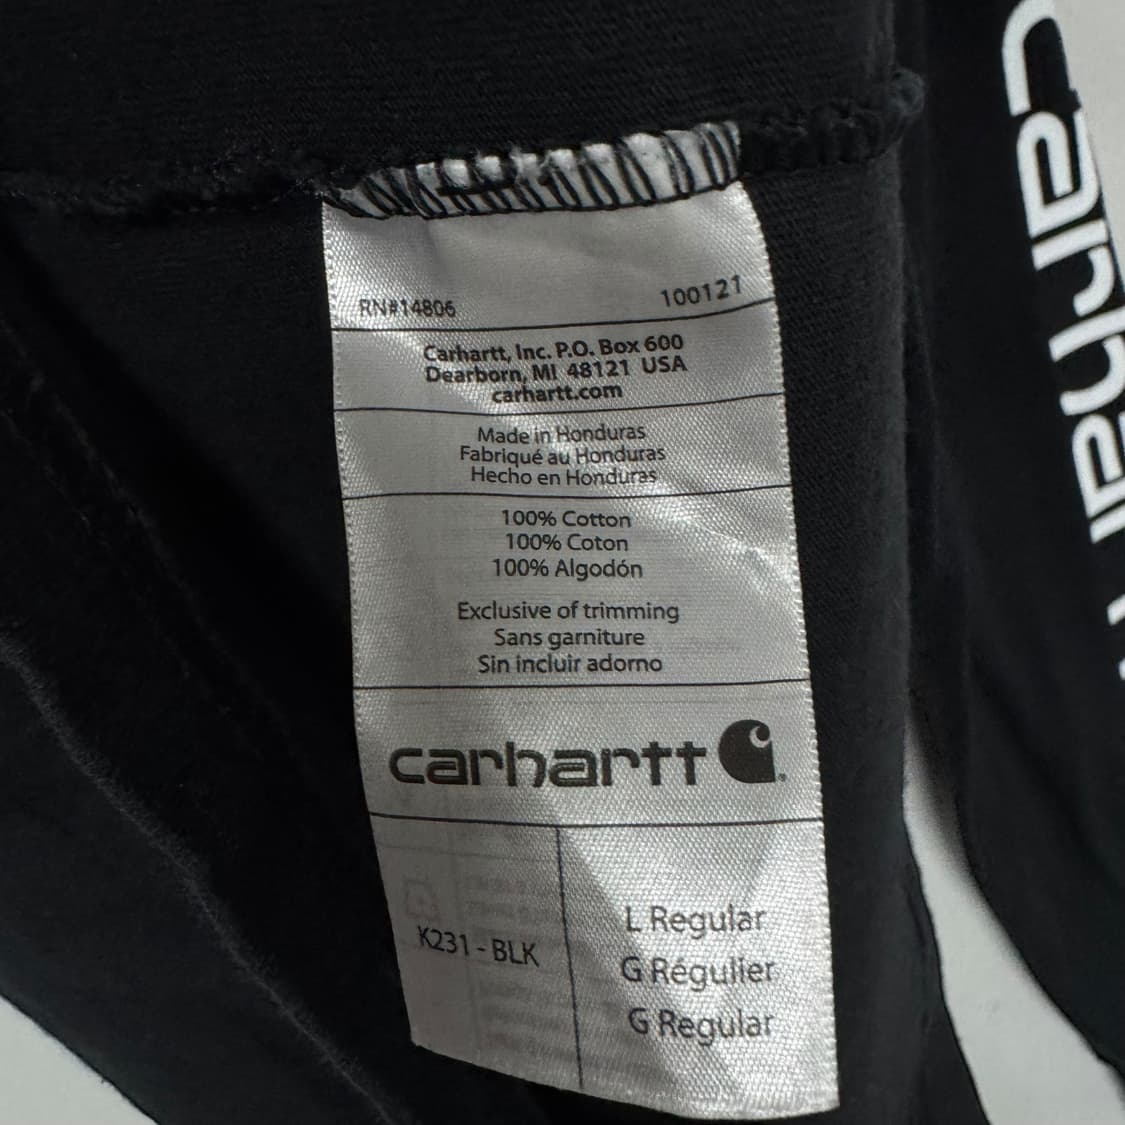 RN#14806 100121
Carhartt, Inc. P.O. Box 600
Dearborn, MI 48121 USA
carhartt.com
Made in Honduras
Fabriqué au Honduras
Hecho en Honduras
100% Cotton
100% Coton
100% Algodón
Exclusive of trimming
Sans garniture
Sin incluir adorno
carhartt
K231 - BLK
L Regular
G Régulier
G Regular
carhar